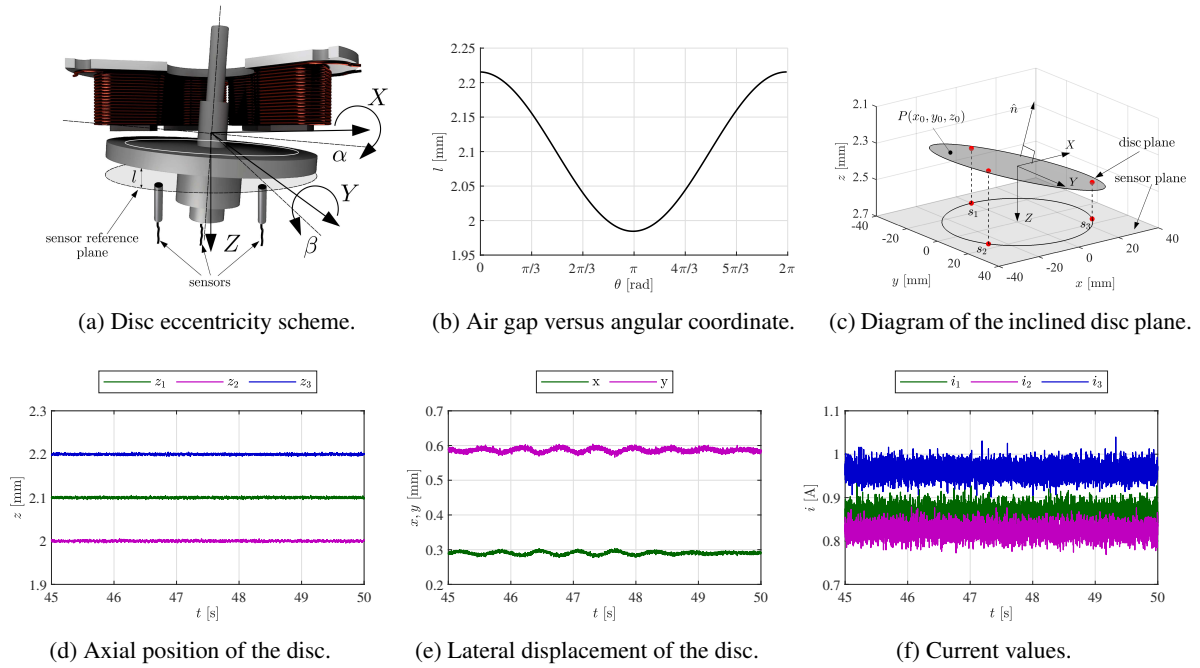 X
α
l
Y
Z
β
sensor reference
plane
sensors
(a) Disc eccentricity scheme.
2.25
2.2
2.15
2.1
2.05
2
1.95
l [mm]
0
π/3
2π/3
π
4π/3
5π/3
2π
θ [rad]
(b) Air gap versus angular coordinate.
2.1
2.3
2.5
2.7
z [mm]
P(x₀, y₀, z₀)
n̂
X
disc plane
sensor plane
Y
Z
s₁
s₂
s₃
-40
-20
0
20
40
y [mm]
-40
-20
0
20
40
x [mm]
(c) Diagram of the inclined disc plane.
z₁ z₂ z₃
2.3
2.2
2.1
2
1.9
z [mm]
45 46 47 48 49 50
t [s]
(d) Axial position of the disc.
x y
0.7
0.6
0.5
0.4
0.3
0.2
x, y [mm]
45 46 47 48 49 50
t [s]
(e) Lateral displacement of the disc.
i₁ i₂ i₃
1.1
1
0.9
0.8
0.7
i [A]
45 46 47 48 49 50
t [s]
(f) Current values.